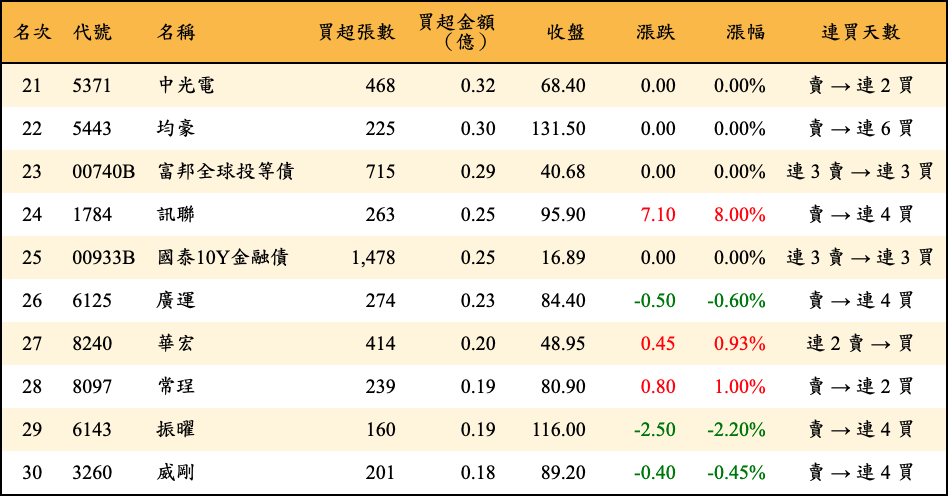 名次 代號 名稱 買超張數 買超金額（億） 收盤 漲跌 漲幅 連買天數
21 5371 中光電 468 0.32 68.40 0.00 0.00% 賣 → 連 2 買
22 5443 均豪 225 0.30 131.50 0.00 0.00% 賣 → 連 6 買
23 00740B 富邦全球投等債 715 0.29 40.68 0.00 0.00% 連 3 賣 → 連 3 買
24 1784 訊聯 263 0.25 95.90 7.10 8.00% 賣 → 連 4 買
25 00933B 國泰10Y金融債 1,478 0.25 16.89 0.00 0.00% 連 3 賣 → 連 3 買
26 6125 廣運 274 0.23 84.40 -0.50 -0.60% 賣 → 連 4 買
27 8240 華宏 414 0.20 48.95 0.45 0.93% 連 2 賣 → 買
28 8097 常珵 239 0.19 80.90 0.80 1.00% 賣 → 連 2 買
29 6143 振曜 160 0.19 116.00 -2.50 -2.20% 賣 → 連 4 買
30 3260 威剛 201 0.18 89.20 -0.40 -0.45% 賣 → 連 4 買